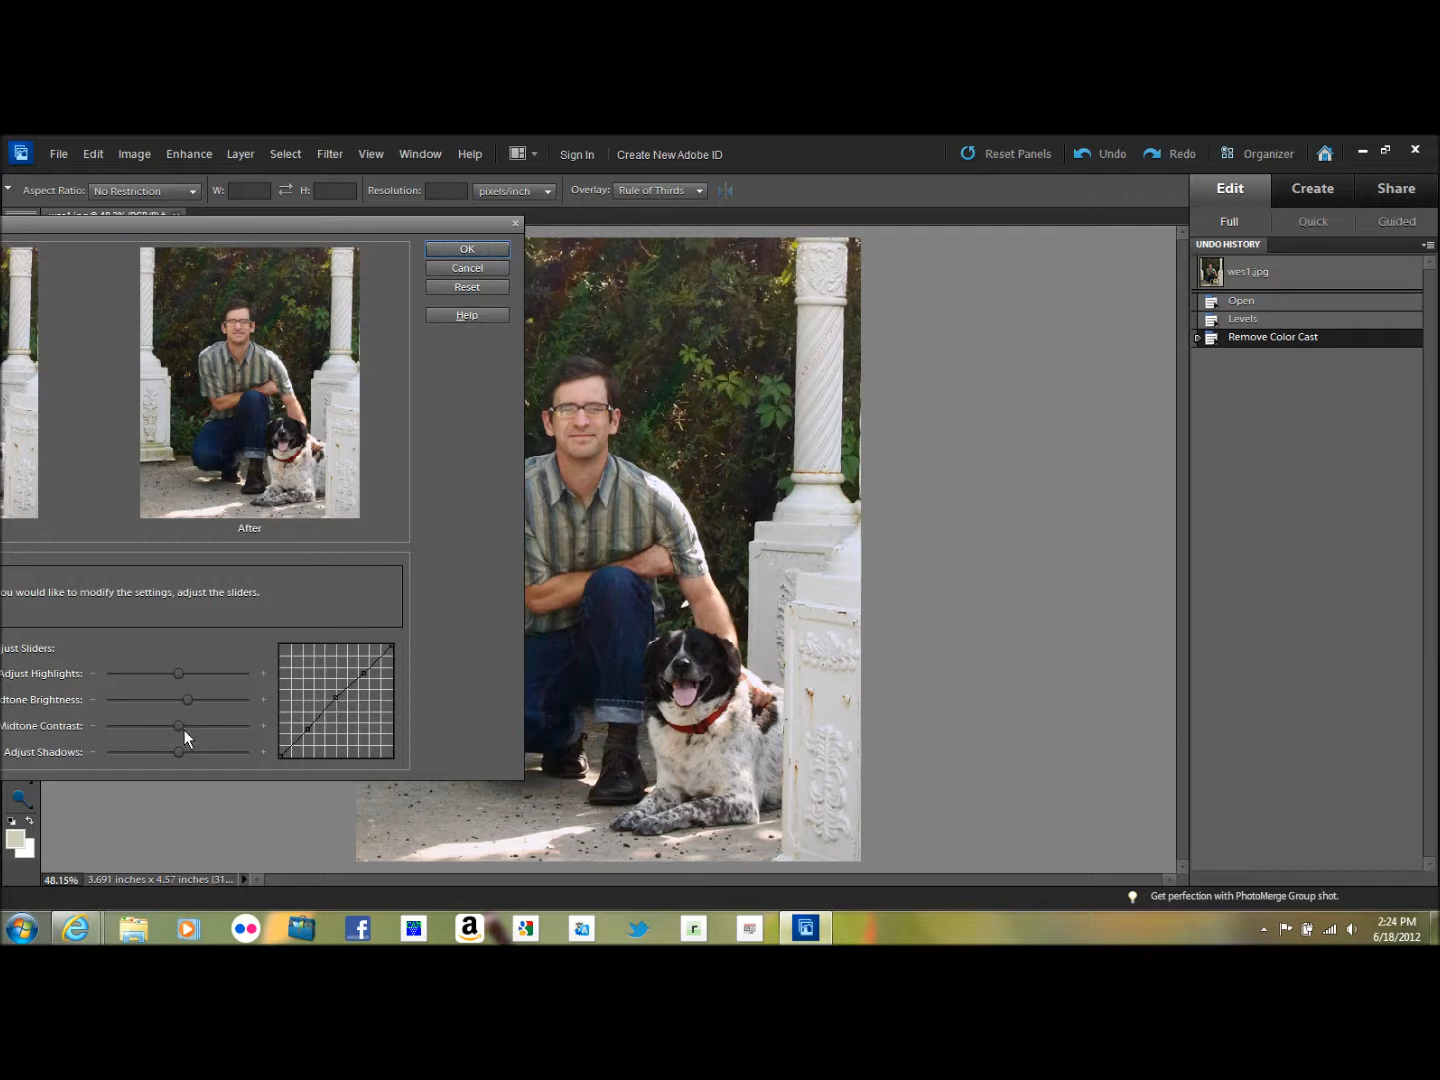 File Edit Image Enhance Layer Select Filter View Window Help Sign In Create New Adobe ID Reset Panels Undo Redo Organizer
Aspect Ratio: No Restriction W: H: Resolution: pixels/inch Overlay: Rule of Thirds
Edit Create Share
Full Quick Guided
UNDO HISTORY
wes1.jpg
Open
Levels
Remove Color Cast
OK
Cancel
Reset
Help
After
ou would like to modify the settings, adjust the sliders.
just Sliders:
Adjust Highlights: - +
dtone Brightness: - +
Midtone Contrast: - +
Adjust Shadows: - +
48.15% 3.691 inches x 4.57 inches (31...
Get perfection with PhotoMerge Group shot.
2:24 PM
6/18/2012